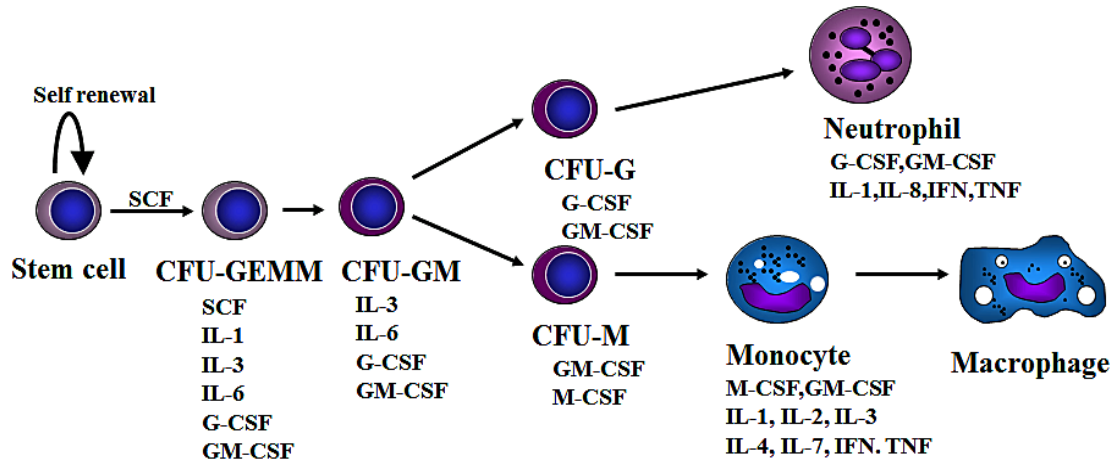 Self renewal
SCF
Stem cell
CFU-GEMM
SCF
IL-1
IL-3
IL-6
G-CSF
GM-CSF
CFU-GM
IL-3
IL-6
G-CSF
GM-CSF
CFU-G
G-CSF
GM-CSF
CFU-M
GM-CSF
M-CSF
Neutrophil
G-CSF,GM-CSF
IL-1,IL-8,IFN,TNF
Monocyte
M-CSF,GM-CSF
IL-1, IL-2, IL-3
IL-4, IL-7, IFN. TNF
Macrophage